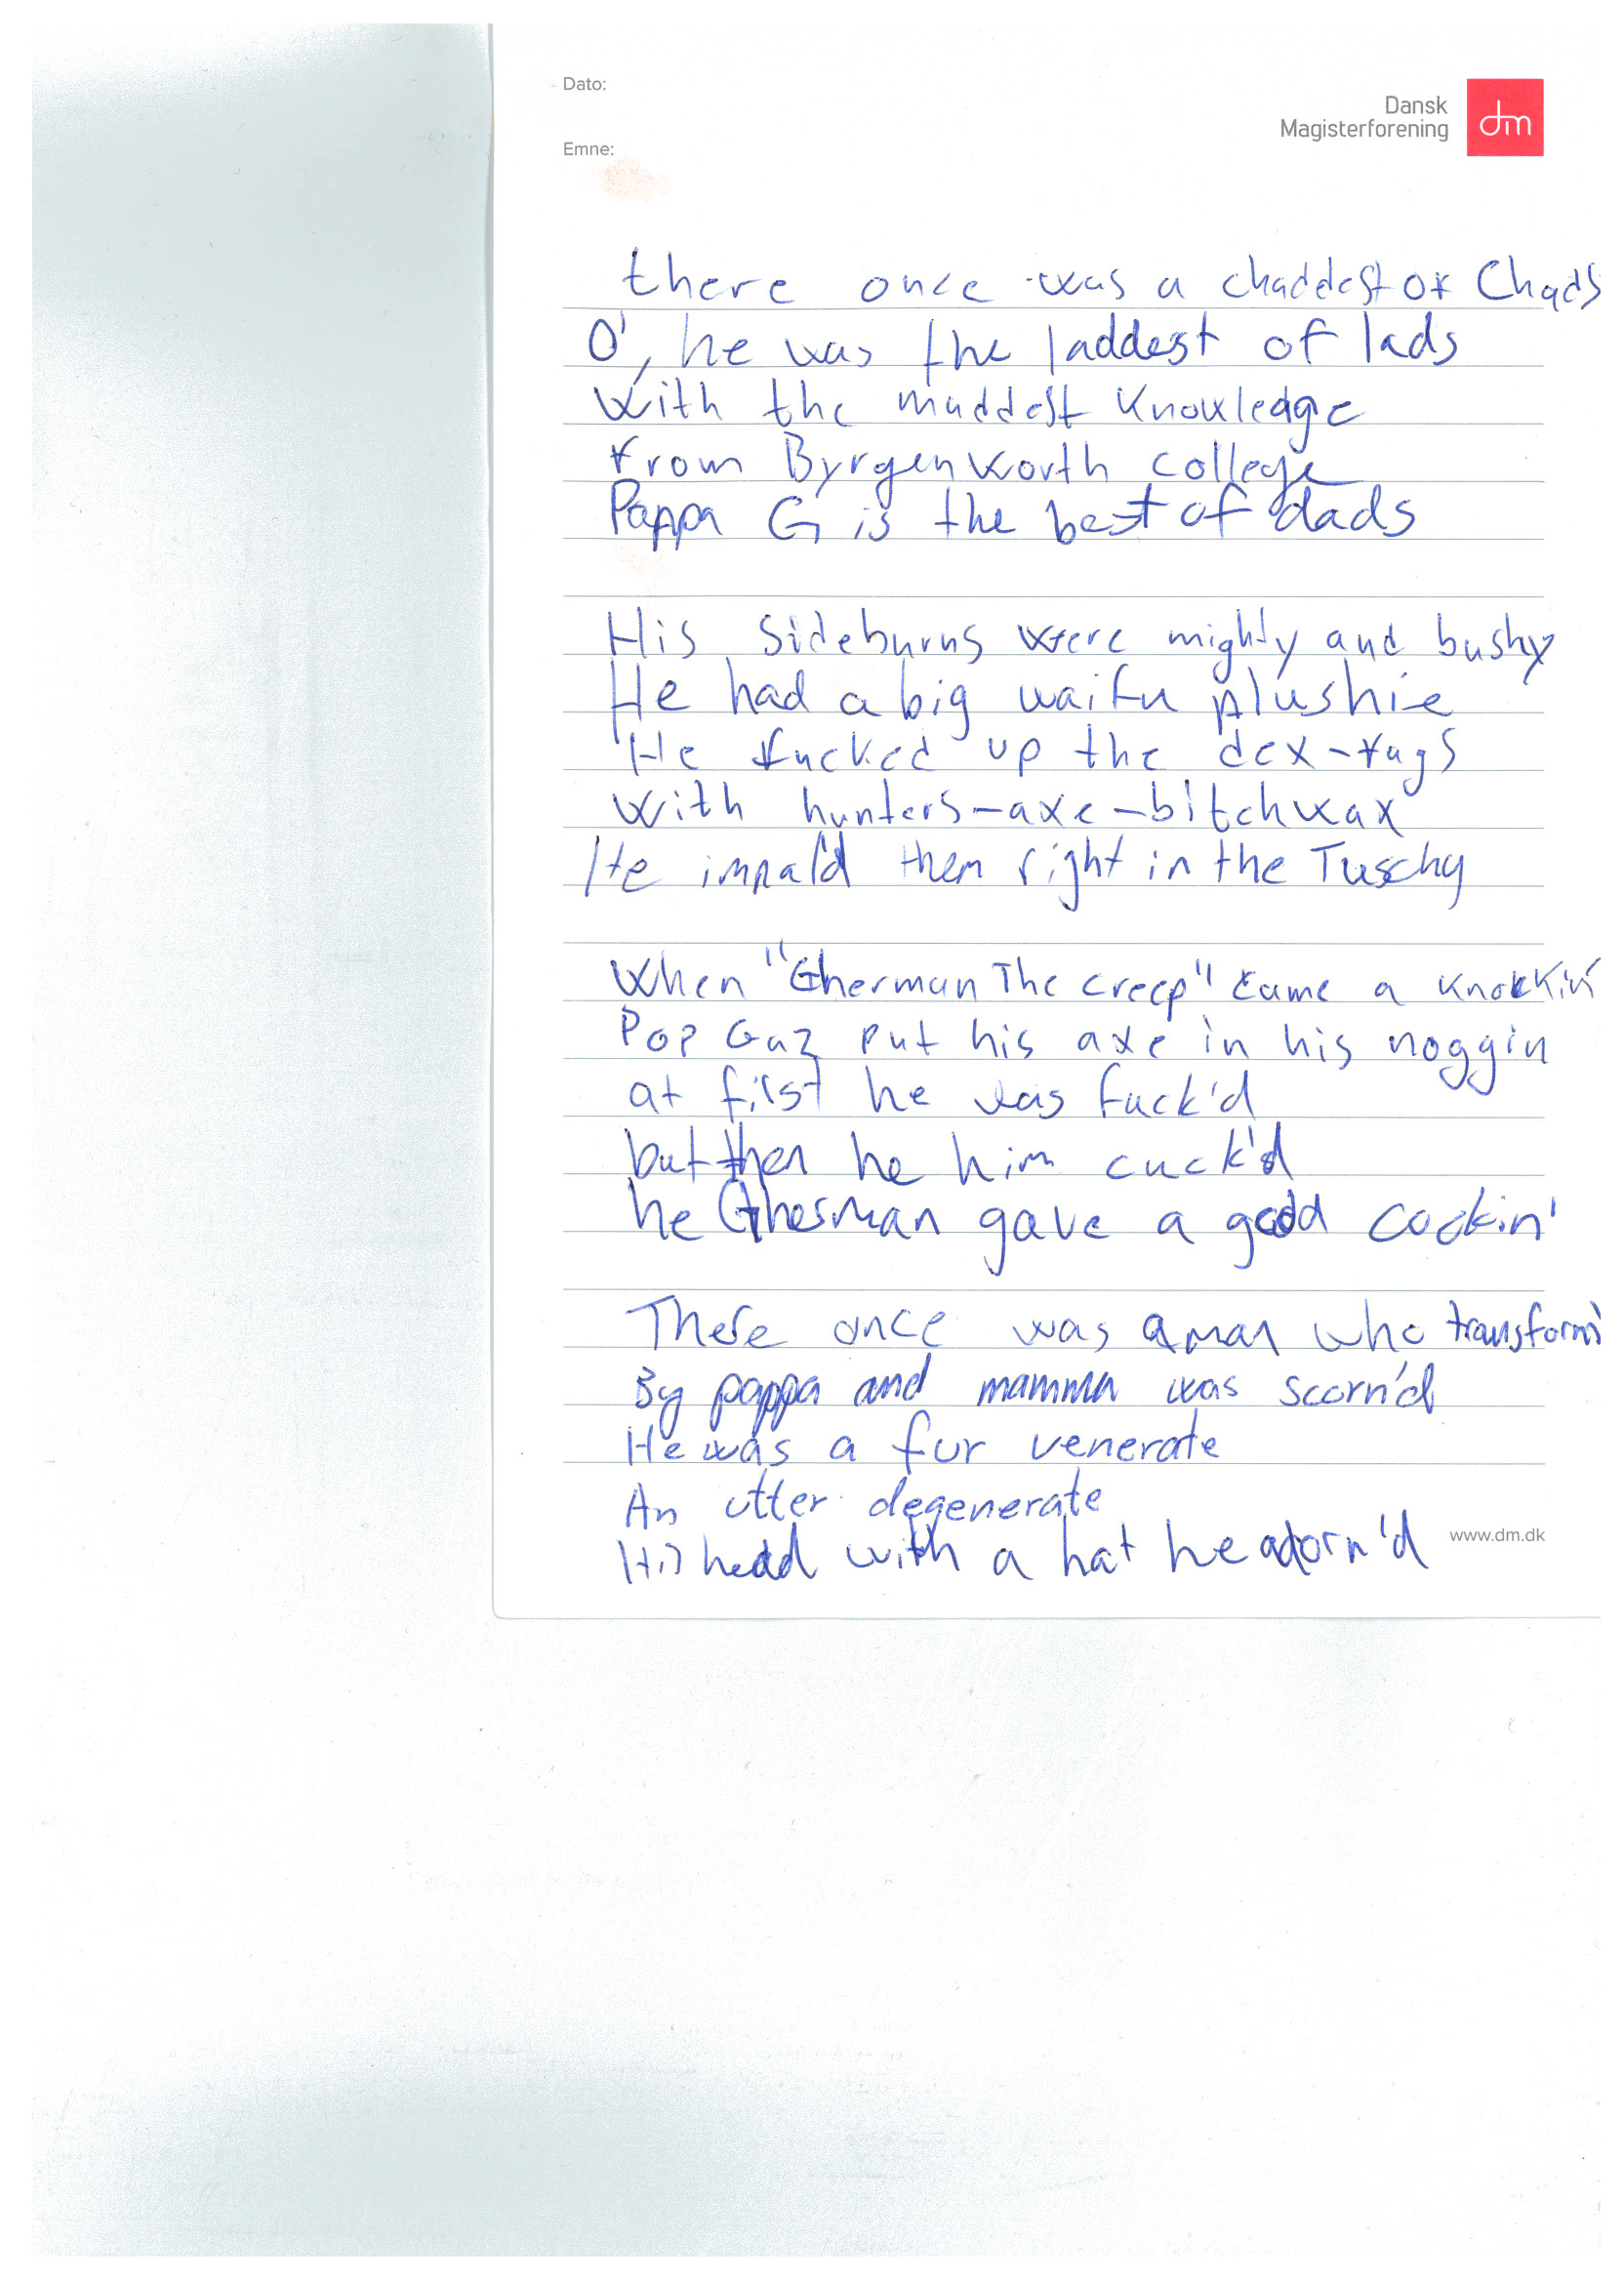 Dato:
Dansk
Magisterforening
dm
Emne:
there once was a chaddest of Chads
O', he was the laddest of lads
with the maddest knowledge
from Byrgenworth college
Pappa G is the best of dads
His sideburns were mighty and bushy
He had a big waifu plushie
He fucked up the dex-fags
with hunters-axe-bitchwax
He impal'd them right in the Tuschy
When "Gherman The creep" came a knokkin'
Pop Gaz put his axe in his noggin
at first he was fuck'd
but then he him cuck'd
he Gherman gave a good cockin'
There once was a man who transform'
By pappa and mamma was scorn'd
He was a fur venerate
An utter degenerate
His head with a hat he adorn'd
www.dm.dk